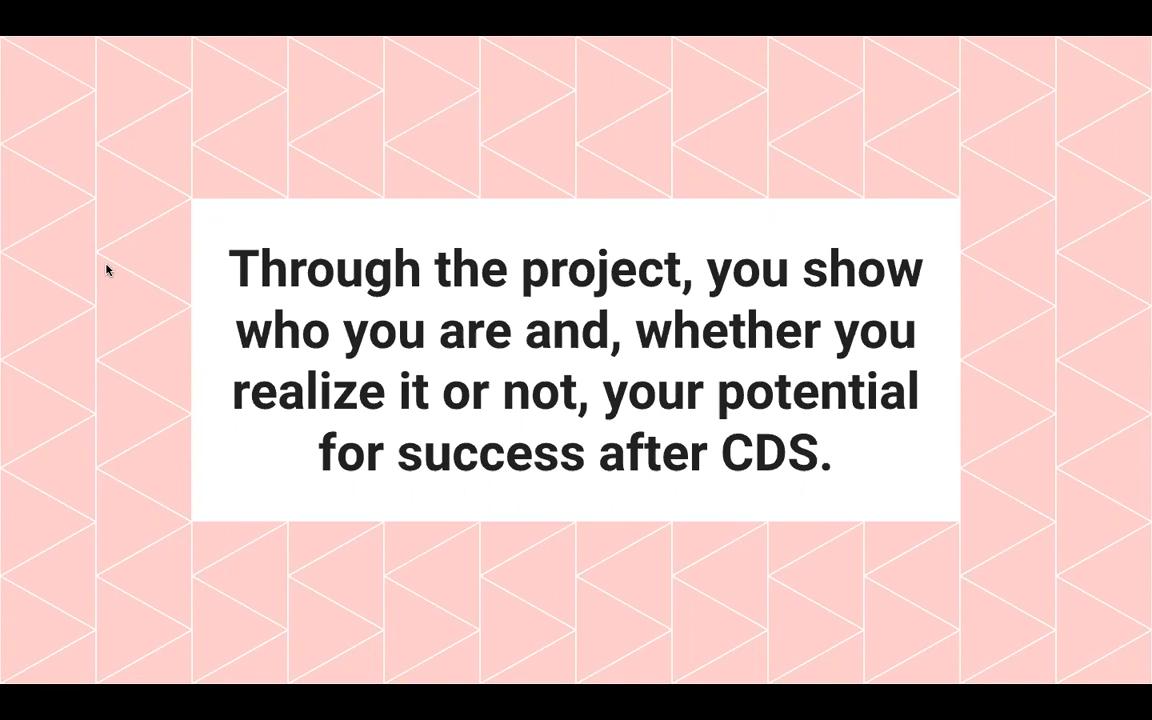 Through the project, you show
who you are and, whether you
realize it or not, your potential
for success after CDS.